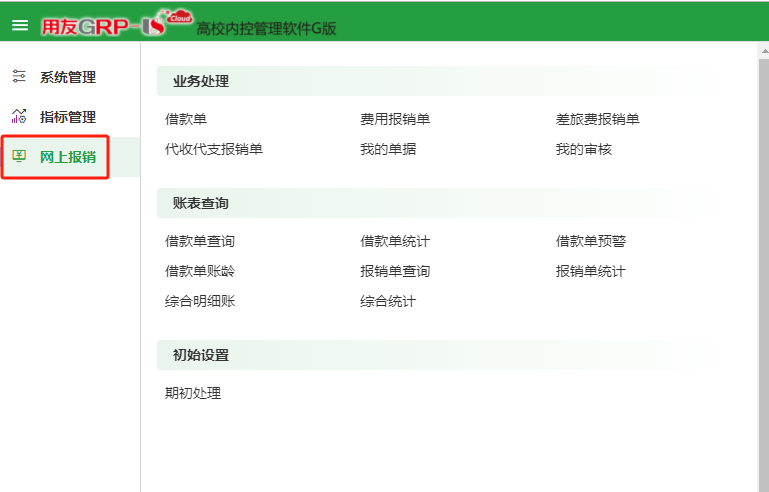 用友GRP-U8 Cloud 高校内控管理软件G版
系统管理
指标管理
网上报销
业务处理
借款单 费用报销单 差旅费报销单
代收代支报销单 我的单据 我的审核
账表查询
借款单查询 借款单统计 借款单预警
借款单账龄 报销单查询 报销单统计
综合明细账 综合统计
初始设置
期初处理